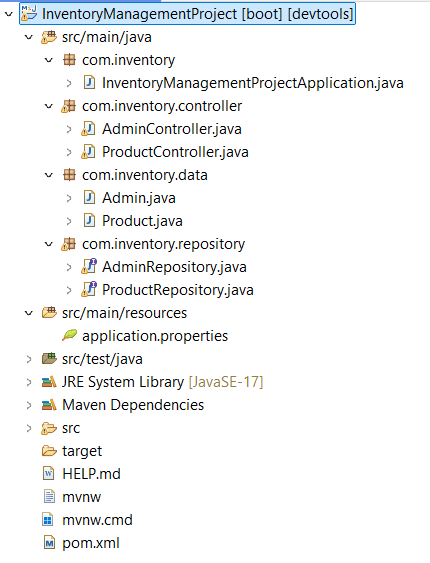 InventoryManagementProject [boot] [devtools]
src/main/java
com.inventory
InventoryManagementProjectApplication.java
com.inventory.controller
AdminController.java
ProductController.java
com.inventory.data
Admin.java
Product.java
com.inventory.repository
AdminRepository.java
ProductRepository.java
src/main/resources
application.properties
src/test/java
JRE System Library [JavaSE-17]
Maven Dependencies
src
target
HELP.md
mvnw
mvnw.cmd
pom.xml